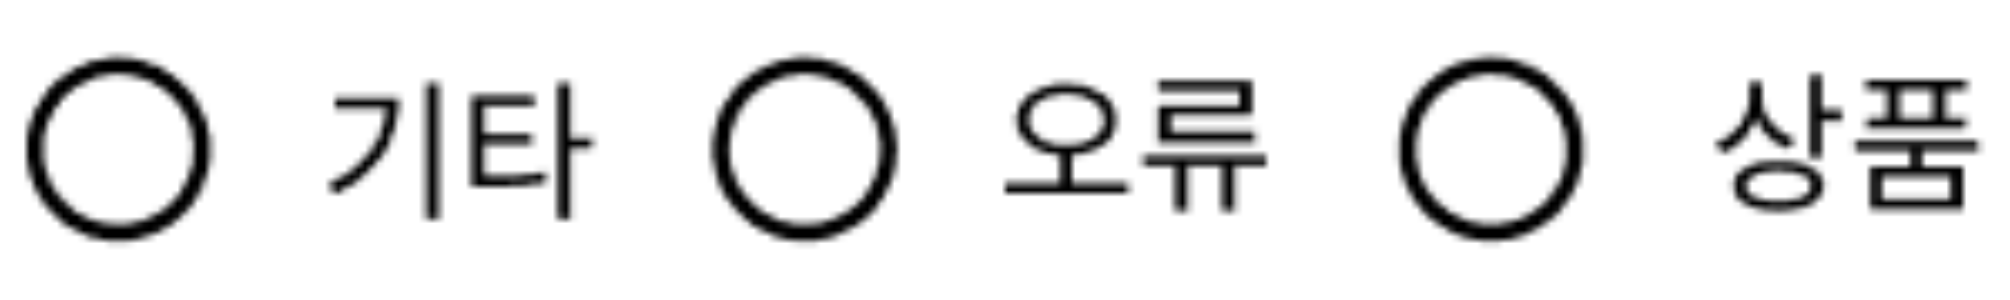 ○ 기타 ○ 오류 ○ 상품